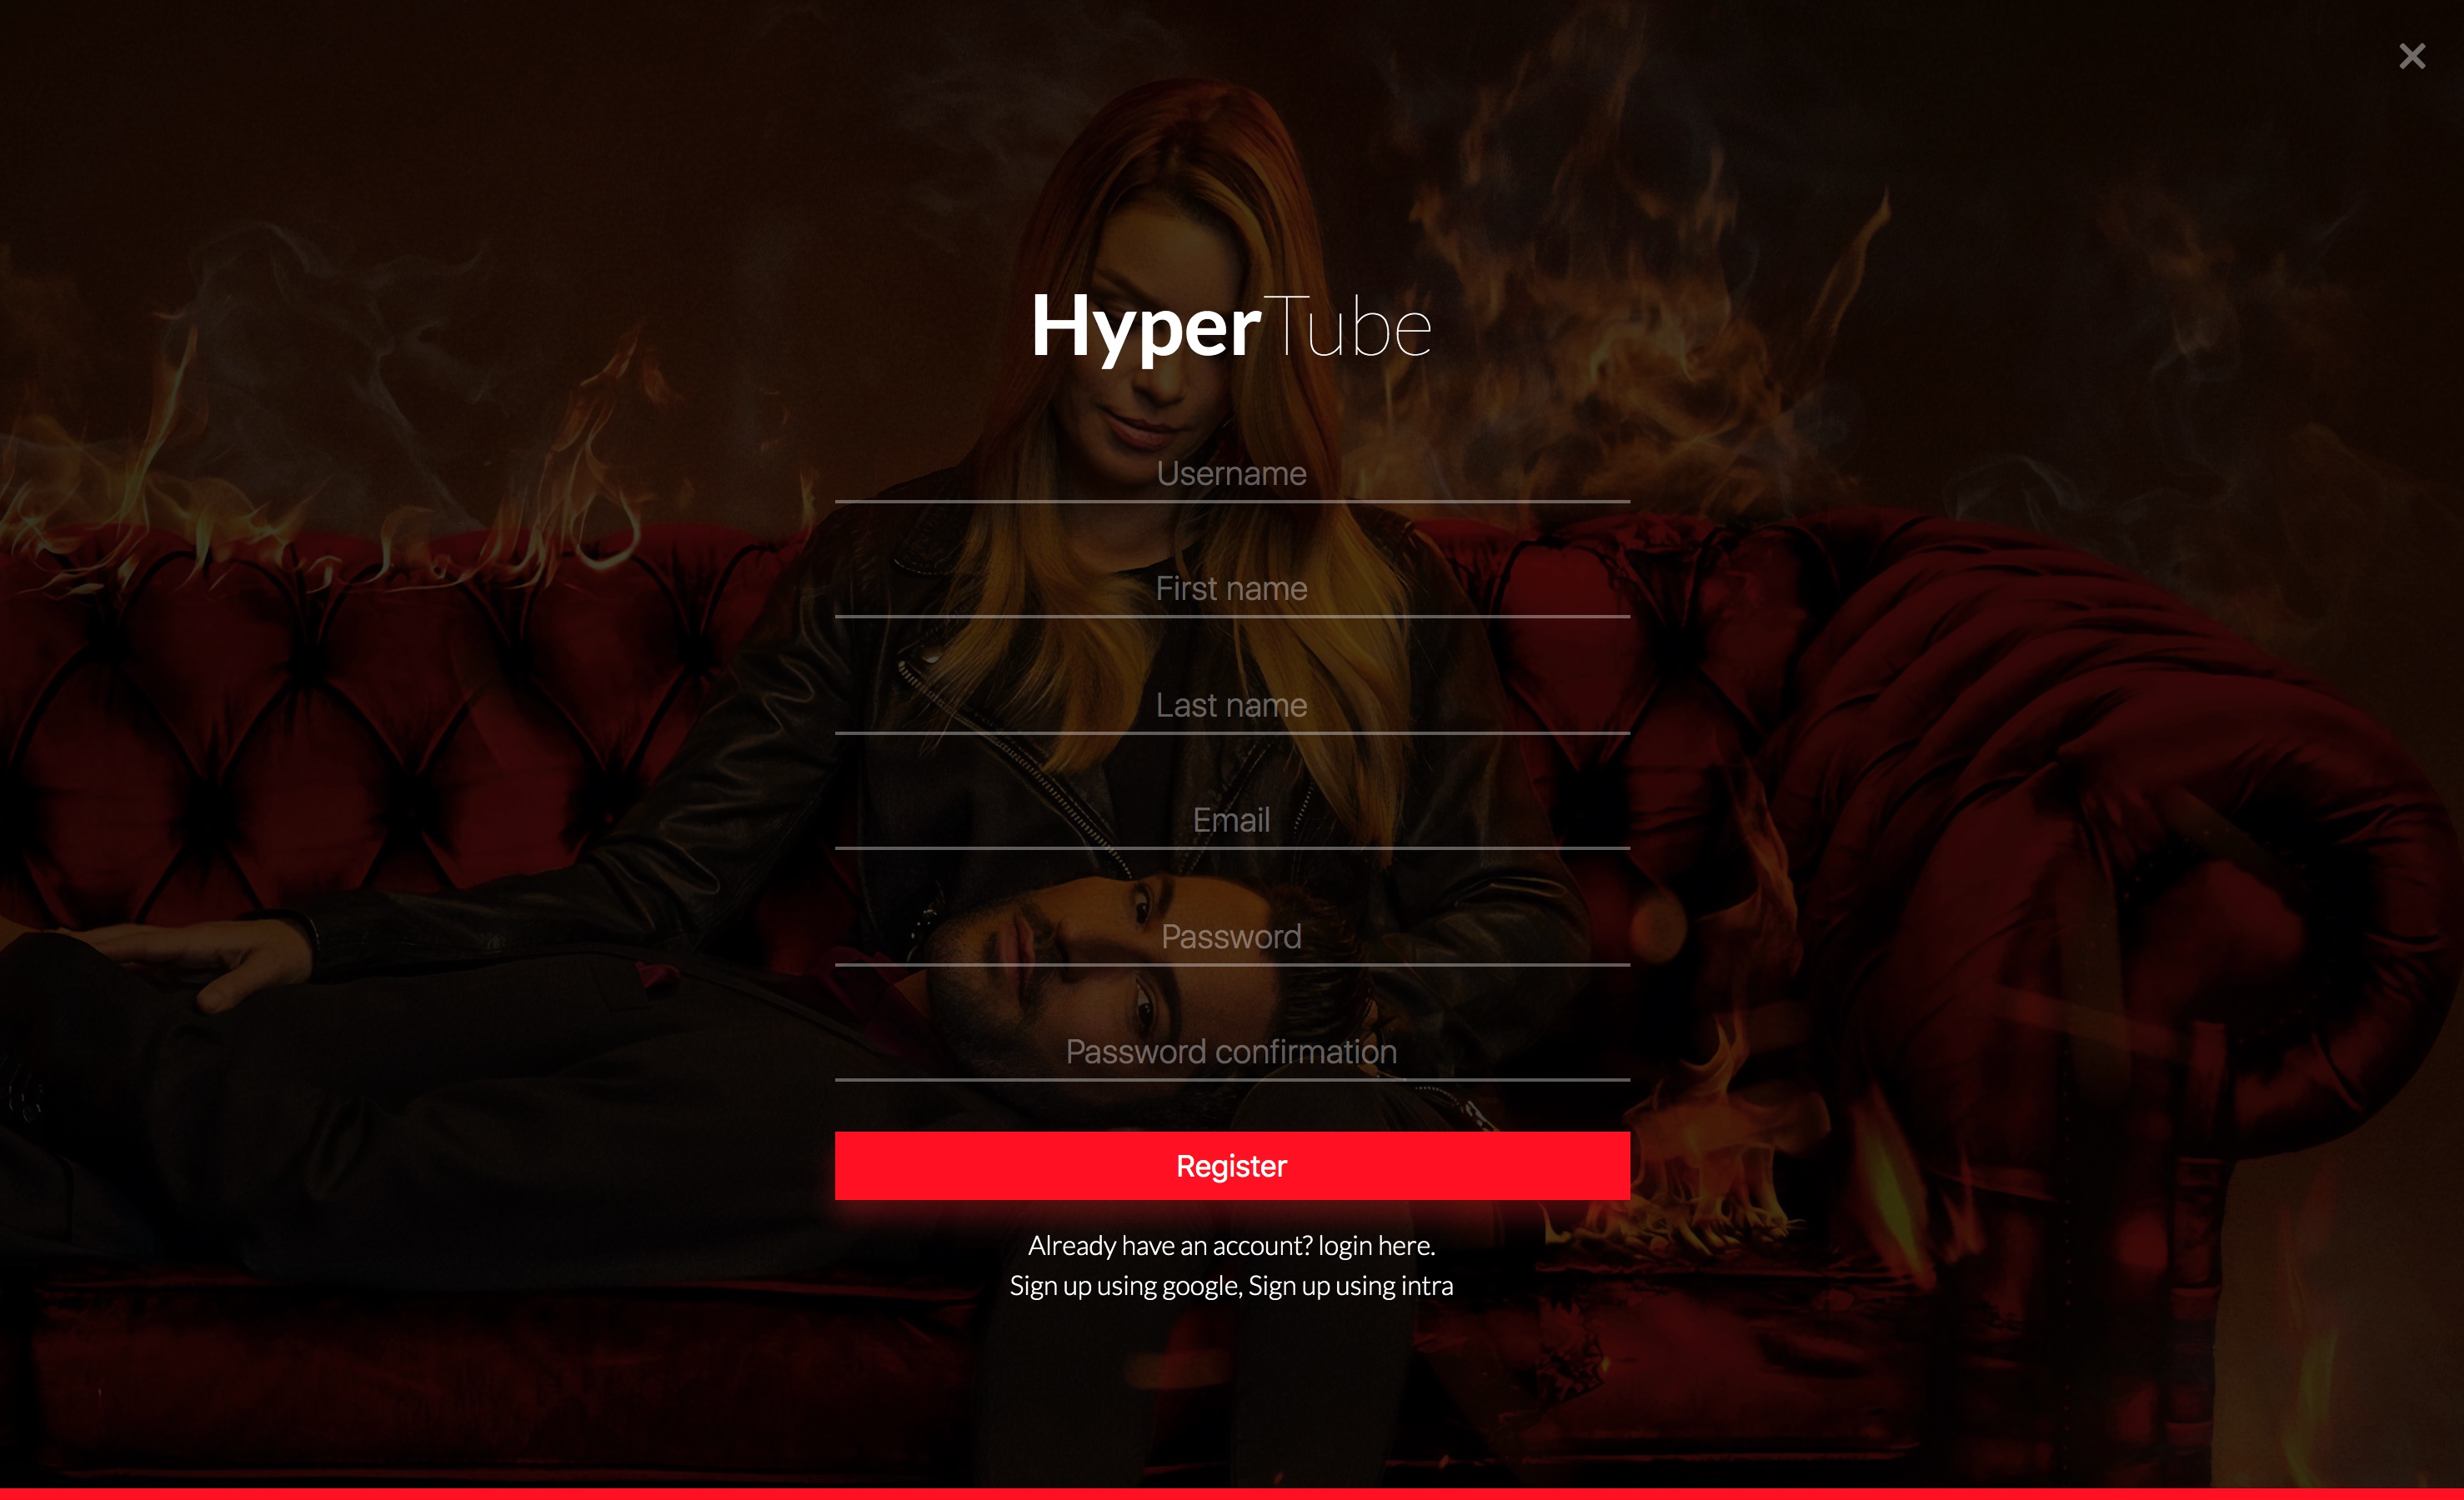 HyperTube
Username
First name
Last name
Email
Password
Password confirmation
Register
Already have an account? login here.
Sign up using google, Sign up using intra